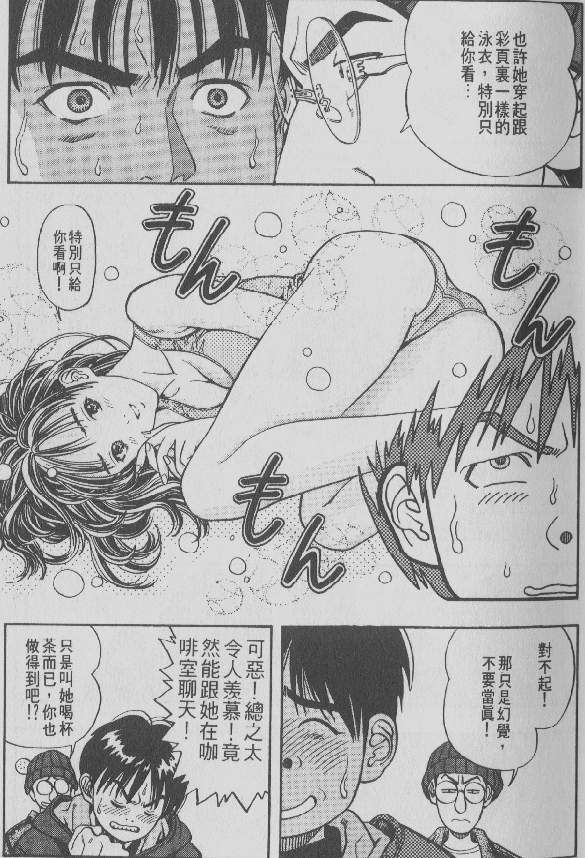 也許她穿起跟
彩頁裏一樣的
泳衣，特別只
給你看…
特別只給
你看啊！
もん
もん
もん
對不起！
那只是幻覺，
不要當真！
可惡！總之太
令人羨慕！竟
然能跟她在咖
啡室聊天！
只是叫她喝杯
茶而已，你也
做得到吧!?